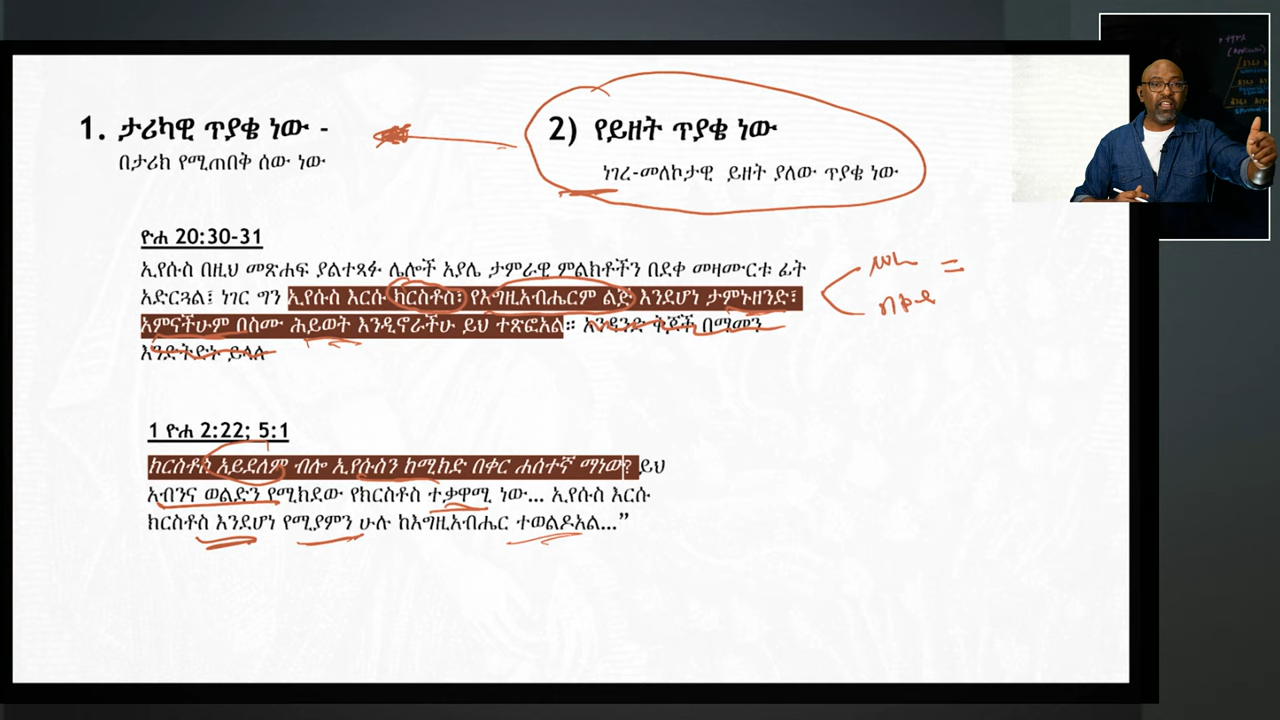 1. ታሪካዊ ጥያቄ ነው -
በታሪክ የሚጠበቅ ሰው ነው
2) የይዘት ጥያቄ ነው
ነገረ-መለኮታዊ ይዘት ያለው ጥያቄ ነው
ዮሐ 20:30-31
ኢየሱስ በዚህ መጽሐፍ ያልተጻፉ ሌሎች አያሌ ታምራዊ ምልክቶችን በደቀ መዛሙርቱ ፊት
አድርጓል፤ ነገር ግን ኢየሱስ እርሱ ክርስቶስ፣ የእግዚአብሔርም ልጅ እንደሆነ ታምኑዘንድ፣
አምናችሁም በስሙ ሕይወት እንዲኖራችሁ ይህ ተጽፎአል። አንዳንድ ቅጆች በማመን
እንድትድኑ ይላሉ
1 ዮሐ 2:22; 5:1
ክርስቶስ አይደለም ብሎ ኢየሱስን ከሚክድ በቀር ሐሰተኛ ማነው? ይህ
አብንና ወልድን የሚክደው የክርስቶስ ተቃዋሚ ነው... ኢየሱስ እርሱ
ክርስቶስ እንደሆነ የሚያምን ሁሉ ከእግዚአብሔር ተወልዶአል...”